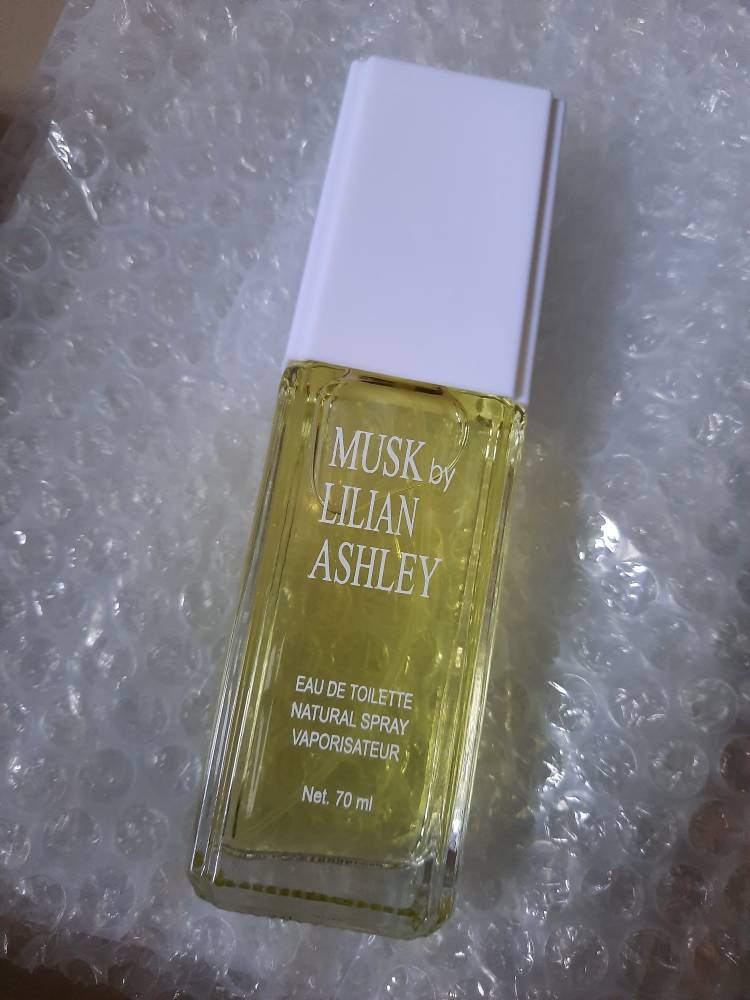 MUSK by
LILIAN
ASHLEY
EAU DE TOILETTE
NATURAL SPRAY
VAPORISATEUR
Net. 70 ml